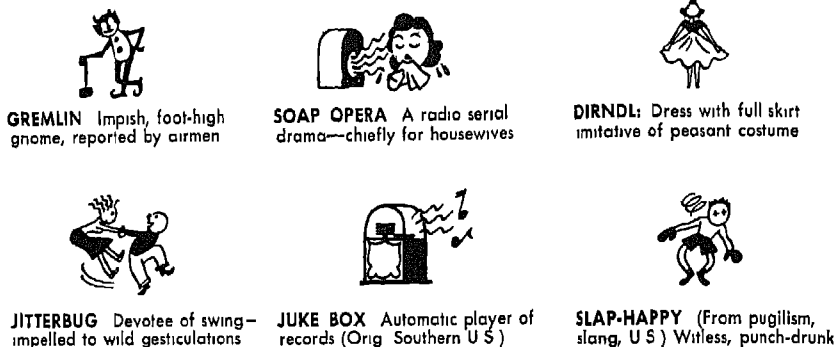 GREMLIN Impish, foot-high
gnome, reported by airmen
SOAP OPERA A radio serial
drama—chiefly for housewives
DIRNDL: Dress with full skirt
imitative of peasant costume
JITTERBUG Devotee of swing—
impelled to wild gesticulations
JUKE BOX Automatic player of
records (Orig Southern U S )
SLAP-HAPPY (From pugilism,
slang, U S ) Witless, punch-drunk